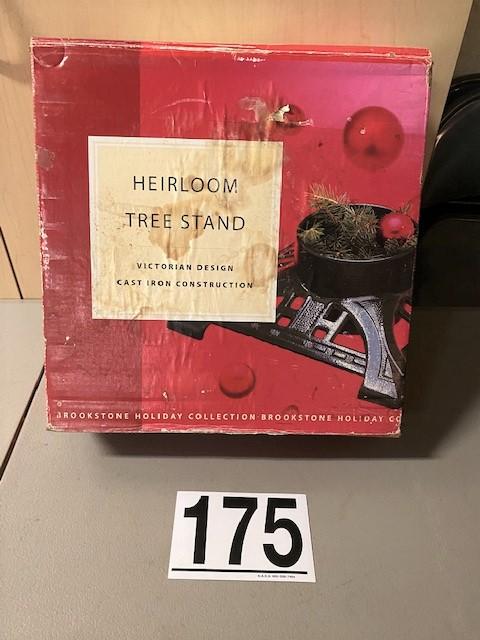 HEIRLOOM
TREE STAND
VICTORIAN DESIGN
CAST IRON CONSTRUCTION
BROOKSTONE HOLIDAY COLLECTION BROOKSTONE HOLIDAY CO
175